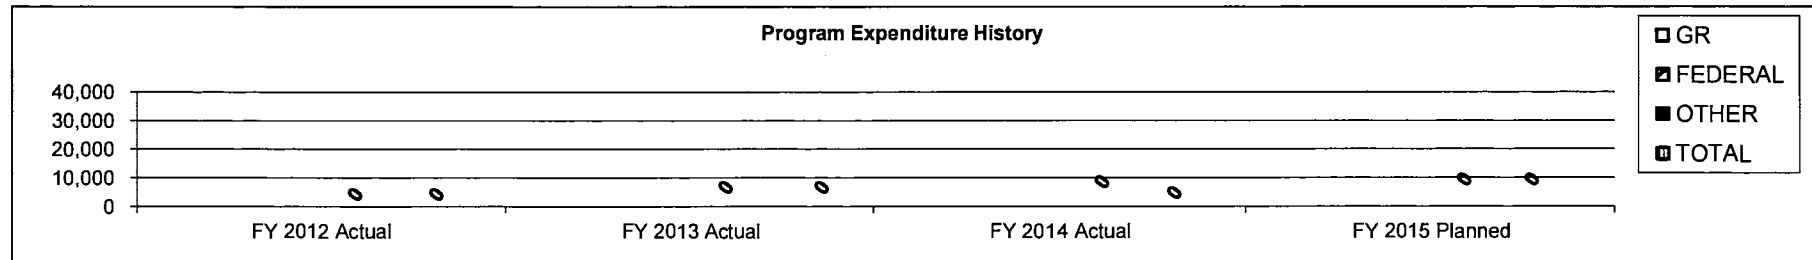 Program Expenditure History
GR
FEDERAL
OTHER
TOTAL
40,000
30,000
20,000
10,000
0
0 0 0 0 0 0 0 0
FY 2012 Actual FY 2013 Actual FY 2014 Actual FY 2015 Planned